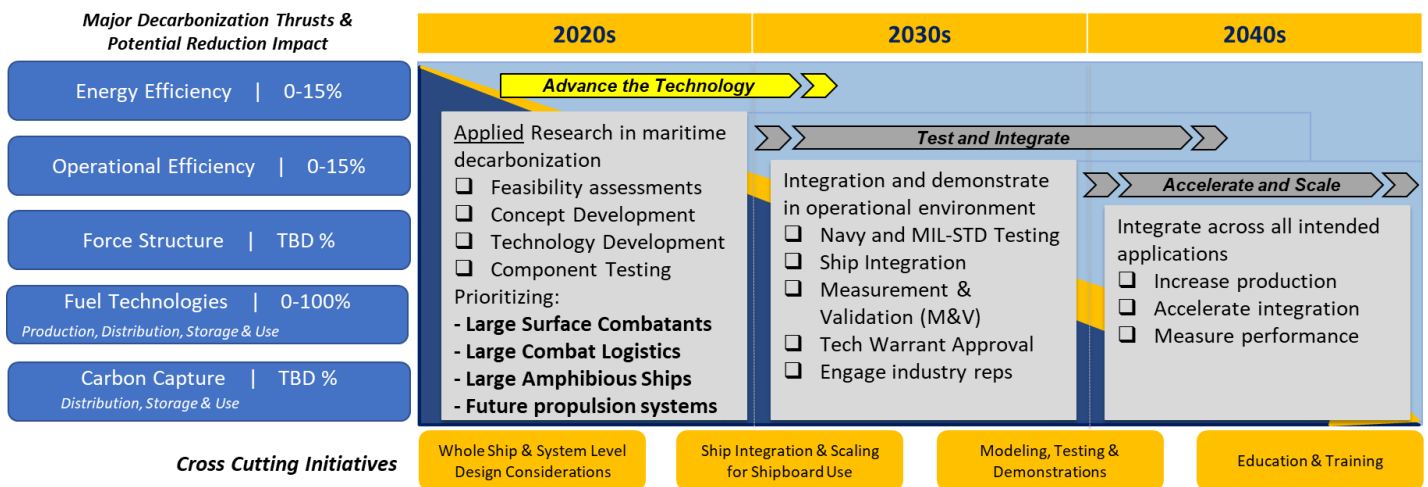 Major Decarbonization Thrusts &
Potential Reduction Impact
2020s
2030s
2040s
Energy Efficiency | 0-15%
Operational Efficiency | 0-15%
Force Structure | TBD %
Fuel Technologies | 0-100%
Production, Distribution, Storage & Use
Carbon Capture | TBD %
Distribution, Storage & Use
Advance the Technology
Applied Research in maritime
decarbonization
❑ Feasibility assessments
❑ Concept Development
❑ Technology Development
❑ Component Testing
Prioritizing:
- Large Surface Combatants
- Large Combat Logistics
- Large Amphibious Ships
- Future propulsion systems
Test and Integrate
Integration and demonstrate
in operational environment
❑ Navy and MIL-STD Testing
❑ Ship Integration
❑ Measurement &
Validation (M&V)
❑ Tech Warrant Approval
❑ Engage industry reps
Accelerate and Scale
Integrate across all intended
applications
❑ Increase production
❑ Accelerate integration
❑ Measure performance
Cross Cutting Initiatives
Whole Ship & System Level
Design Considerations
Ship Integration & Scaling
for Shipboard Use
Modeling, Testing &
Demonstrations
Education & Training